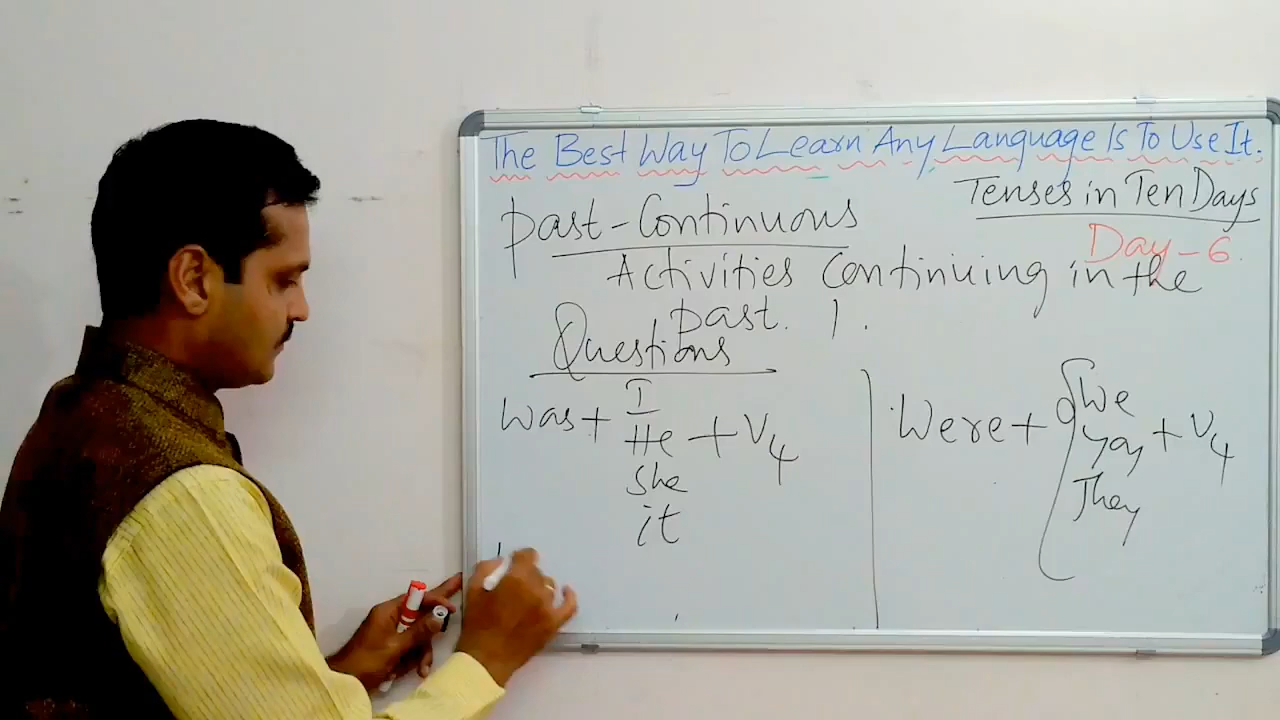 The Best Way To Learn Any Language Is To Use It.
Tenses in Ten Days
Past-Continuous
Day-6.
Activities Continuing in the
past. 1.
Questions
Was + I He She it + V4
Were + We You They + V4